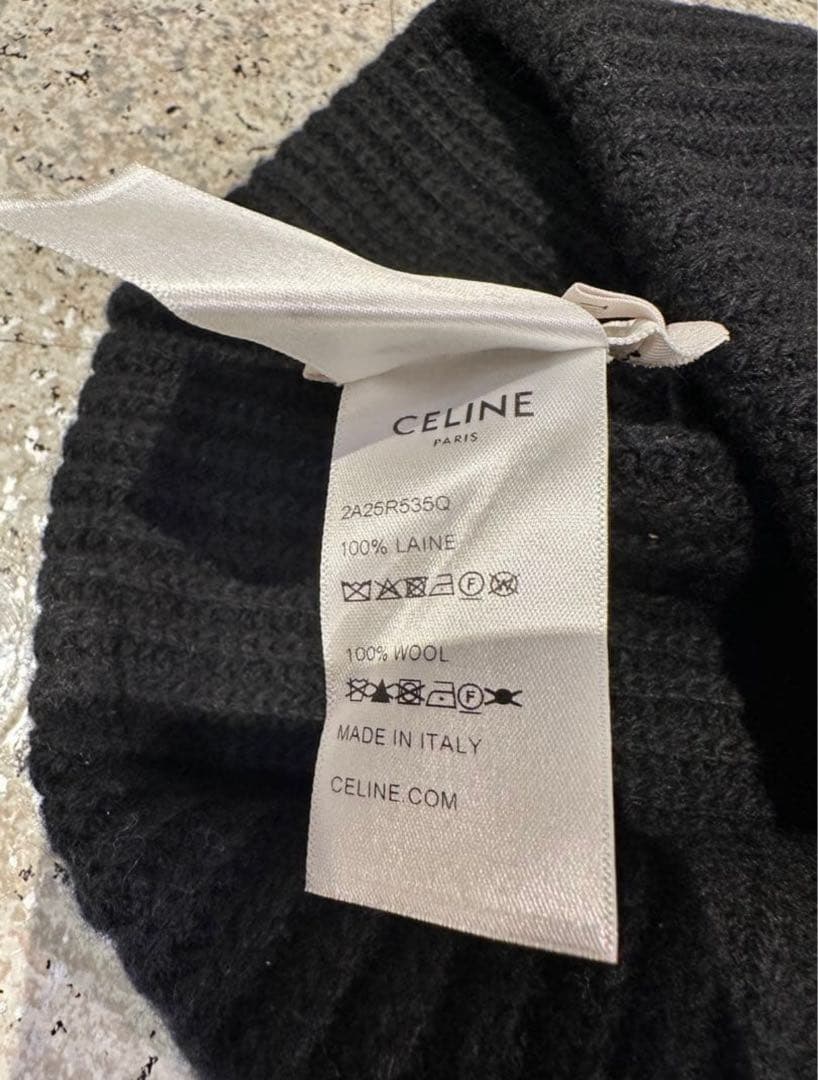 CELINE
PARIS
2A25R535Q
100% LAINE
F W
100% WOOL
F
MADE IN ITALY
CELINE.COM